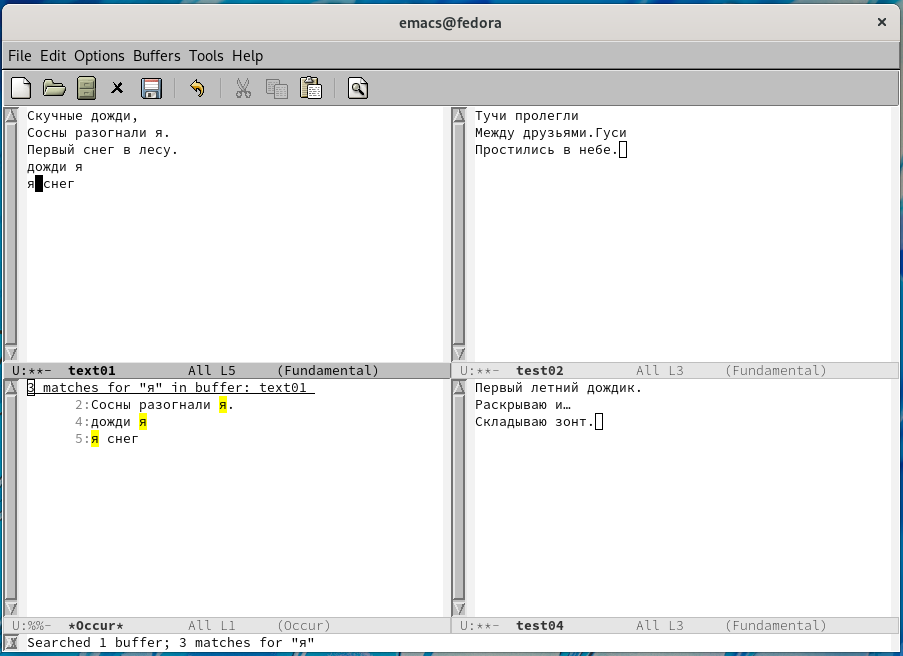 emacs@fedora
File Edit Options Buffers Tools Help
Скучные дожди,
Сосны разогнали я.
Первый снег в лесу.
дожди я
я снег
U:**-  text01         All L5     (Fundamental)
Тучи пролегли
Между друзьями.Гуси
Простились в небе.
U:**-  test02         All L3     (Fundamental)
3 matches for "я" in buffer: text01
2:Сосны разогнали я.
4:дожди я
5:я снег
U:%%-  *Occur*        All L1     (Occur)
Первый летний дождик.
Раскрываю и…
Складываю зонт.
U:**-  test04         All L3     (Fundamental)
Searched 1 buffer; 3 matches for "я"